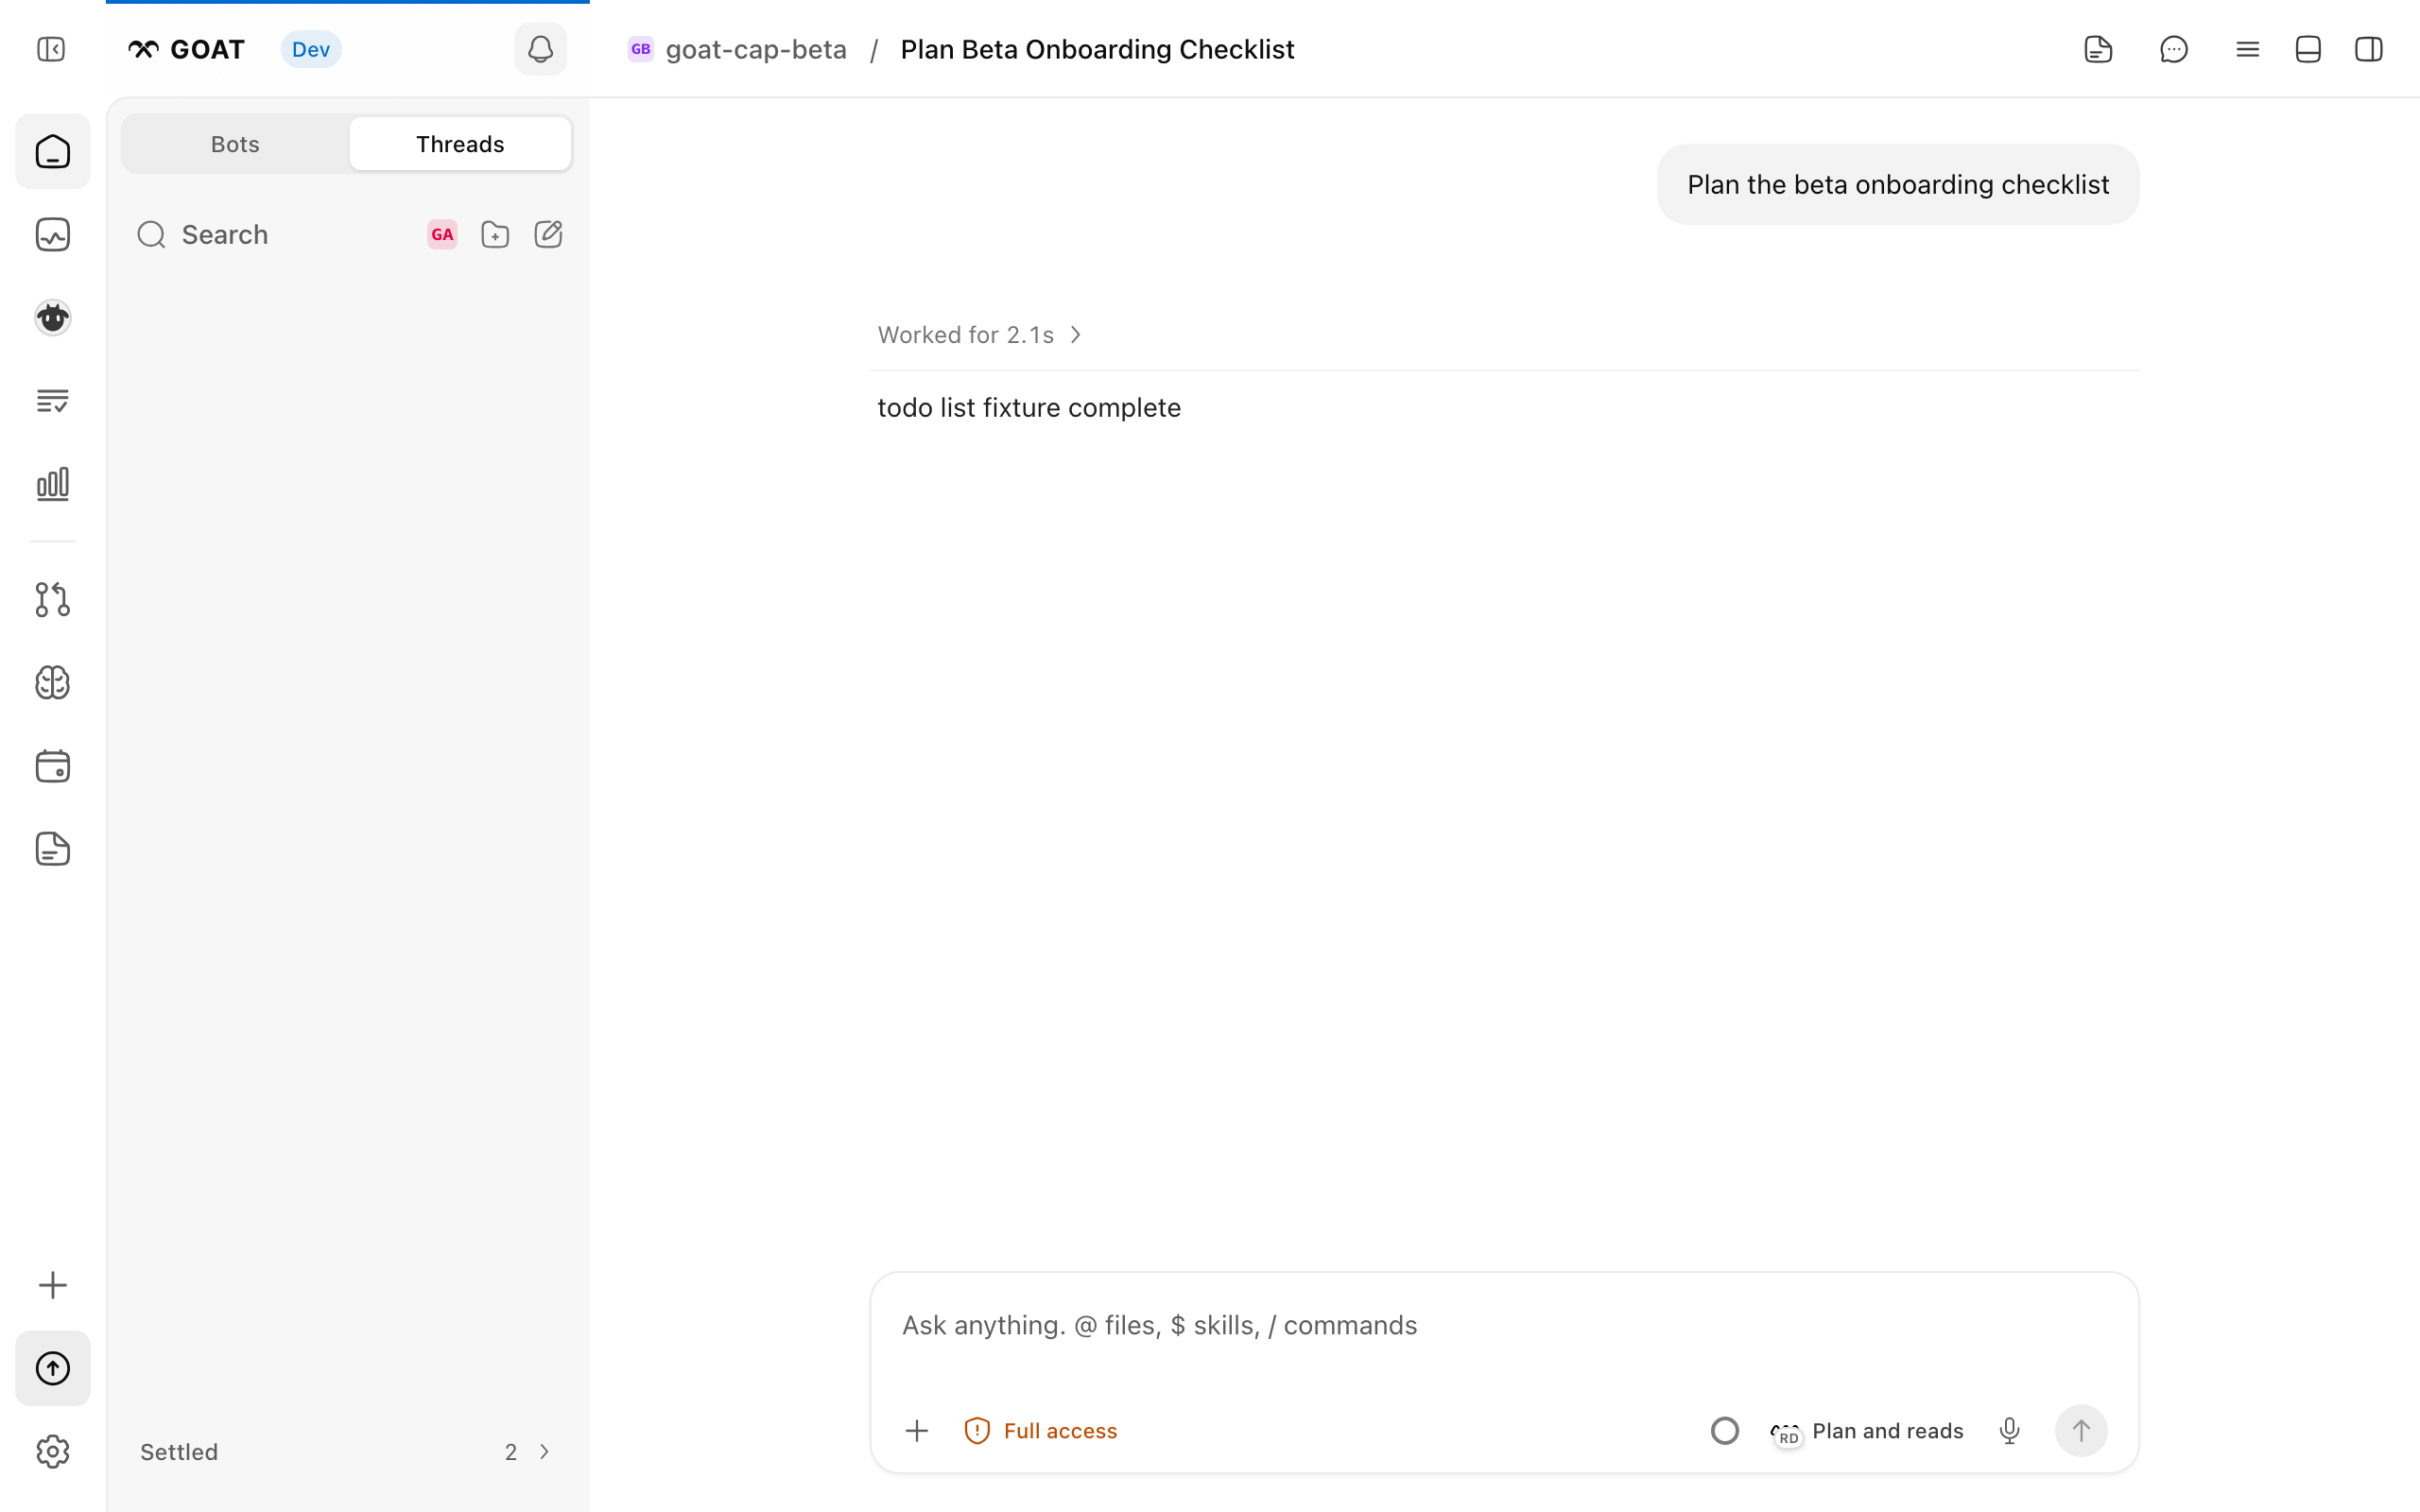 GOAT
Dev
GB goat-cap-beta / Plan Beta Onboarding Checklist
Bots
Threads
Search
GA
Plan the beta onboarding checklist
Worked for 2.1s
todo list fixture complete
Ask anything. @ files, $ skills, / commands
Full access
RD
Plan and reads
Settled
2